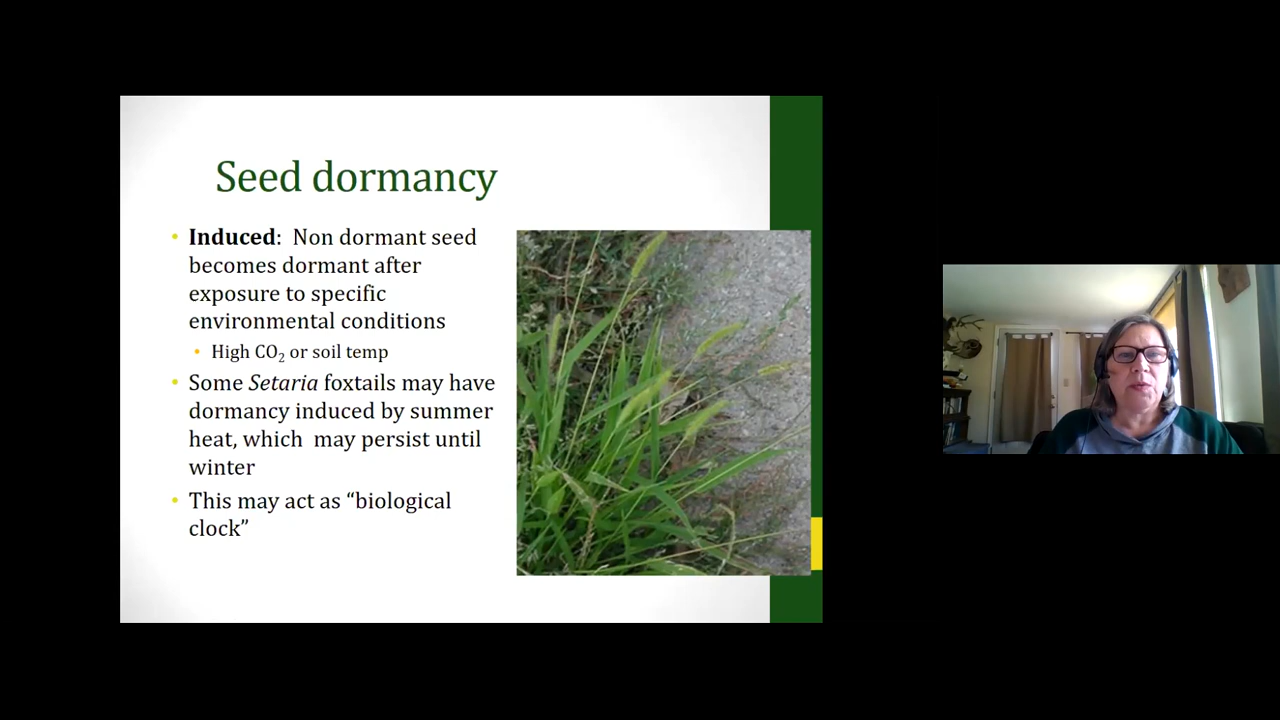 Seed dormancy
• Induced: Non dormant seed
becomes dormant after
exposure to specific
environmental conditions
• High CO₂ or soil temp
• Some Setaria foxtails may have
dormancy induced by summer
heat, which may persist until
winter
• This may act as “biological
clock”